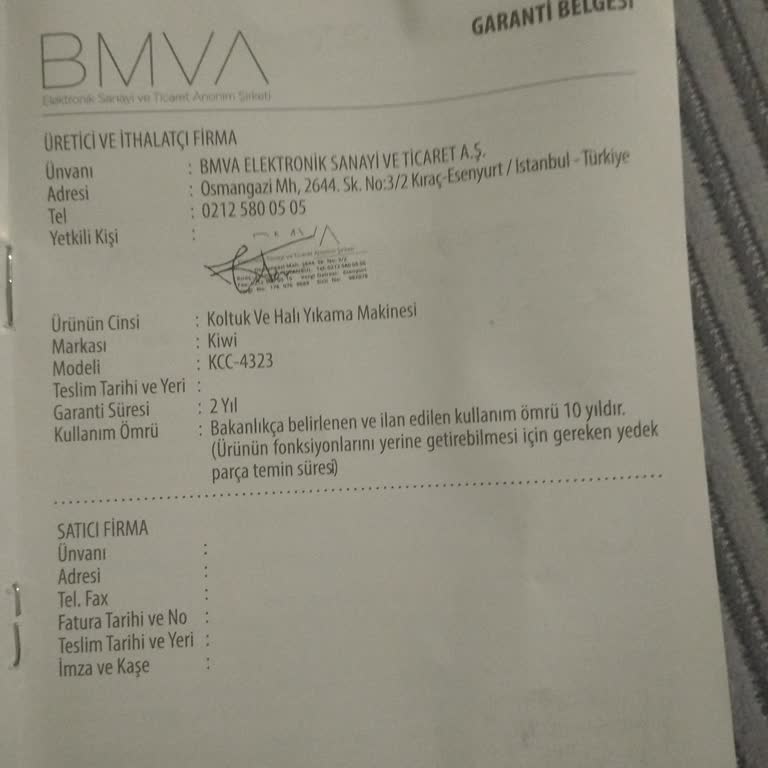 GARANTİ BELGESİ
BMVA
Elektronik Sanayi ve Ticaret Anonim Şirketi
ÜRETİCİ VE İTHALATÇI FİRMA
Ünvanı : BMVA ELEKTRONİK SANAYİ VE TİCARET A.Ş.
Adresi : Osmangazi Mh, 2644. Sk. No:3/2 Kıraç-Esenyurt / İstanbul - Türkiye
Tel : 0212 580 05 05
Yetkili Kişi :
Ürünün Cinsi : Koltuk Ve Halı Yıkama Makinesi
Markası : Kiwi
Modeli : KCC-4323
Teslim Tarihi ve Yeri :
Garanti Süresi : 2 Yıl
Kullanım Ömrü : Bakanlıkça belirlenen ve ilan edilen kullanım ömrü 10 yıldır.
(Ürünün fonksiyonlarını yerine getirebilmesi için gereken yedek
parça temin süresi)
SATICI FİRMA
Ünvanı :
Adresi :
Tel. Fax :
Fatura Tarihi ve No :
Teslim Tarihi ve Yeri :
İmza ve Kaşe :